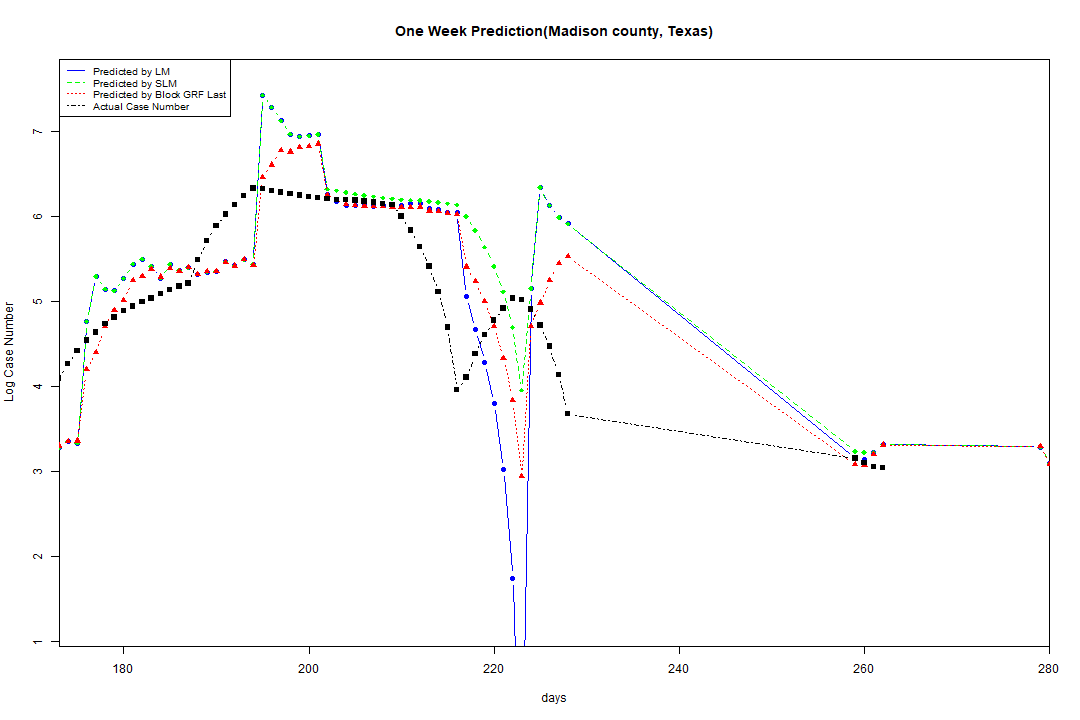 One Week Prediction(Madison county, Texas)
Predicted by LM
Predicted by SLM
Predicted by Block GRF Last
Actual Case Number
7
6
5
4
3
2
1
Log Case Number
180 200 220 240 260 280
days